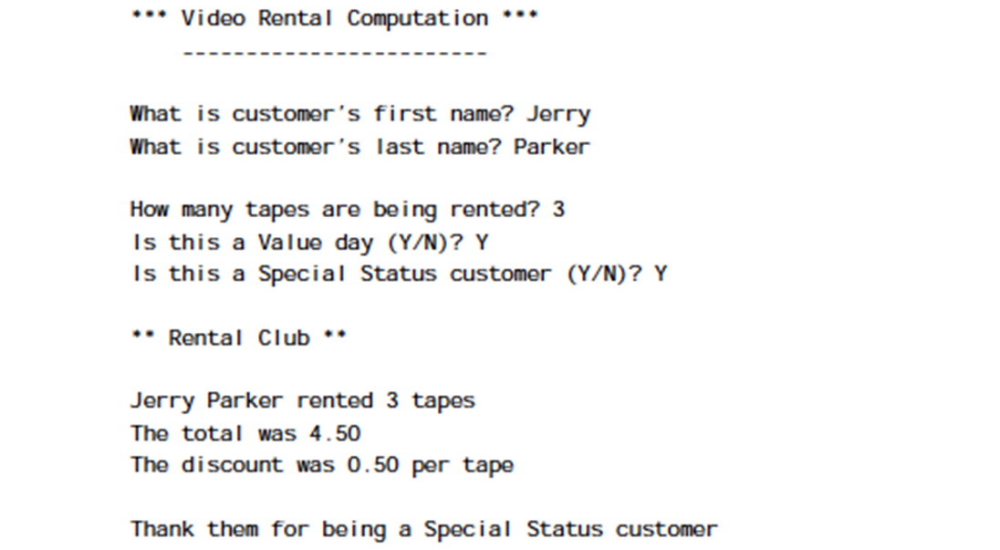 *** Video Rental Computation ***
------------------------
What is customer's first name? Jerry
What is customer's last name? Parker
How many tapes are being rented? 3
Is this a Value day (Y/N)? Y
Is this a Special Status customer (Y/N)? Y
** Rental Club **
Jerry Parker rented 3 tapes
The total was 4.50
The discount was 0.50 per tape
Thank them for being a Special Status customer